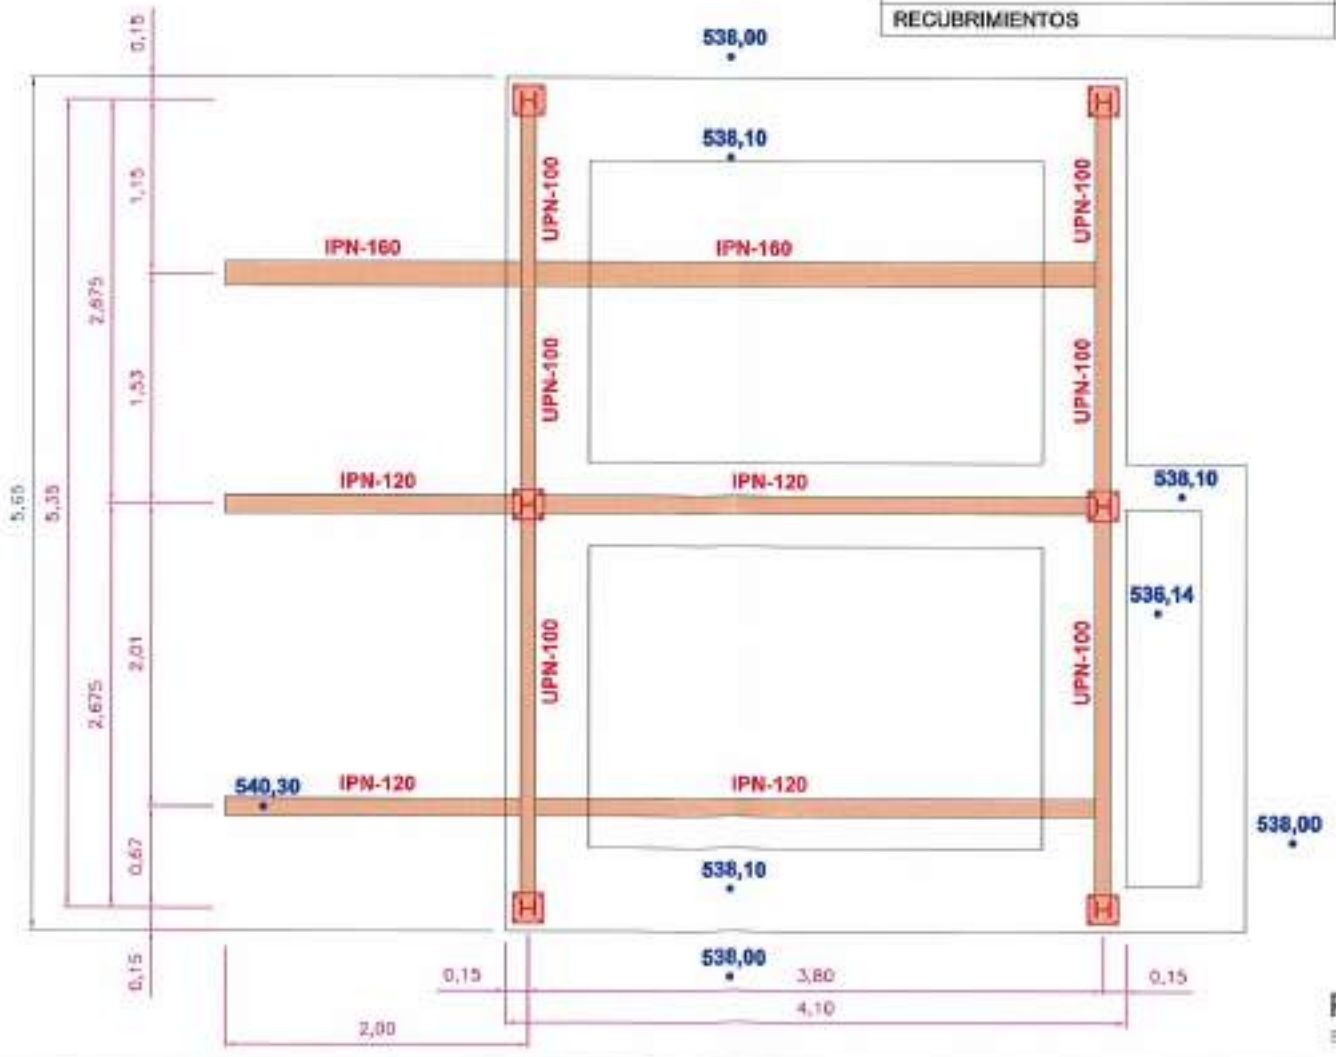 RECUBRIMIENTOS
0,15
538,00
538,10
UPN-100
UPN-100
1,15
IPN-160
IPN-160
2,675
UPN-100
UPN-100
1,53
5,65
5,35
IPN-120
IPN-120
538,10
536,14
2,01
UPN-100
UPN-100
2,675
540,30
IPN-120
IPN-120
538,00
0,67
538,10
0,15
538,00
0,15
3,80
0,15
4,10
2,00